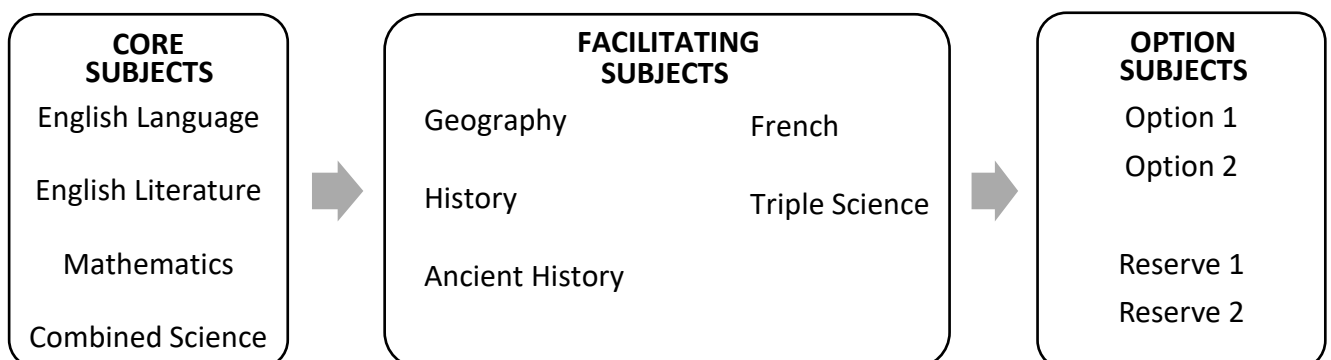 CORE
SUBJECTS
English Language
English Literature
Mathematics
Combined Science
FACILITATING
SUBJECTS
Geography
History
Ancient History
French
Triple Science
OPTION
SUBJECTS
Option 1
Option 2
Reserve 1
Reserve 2